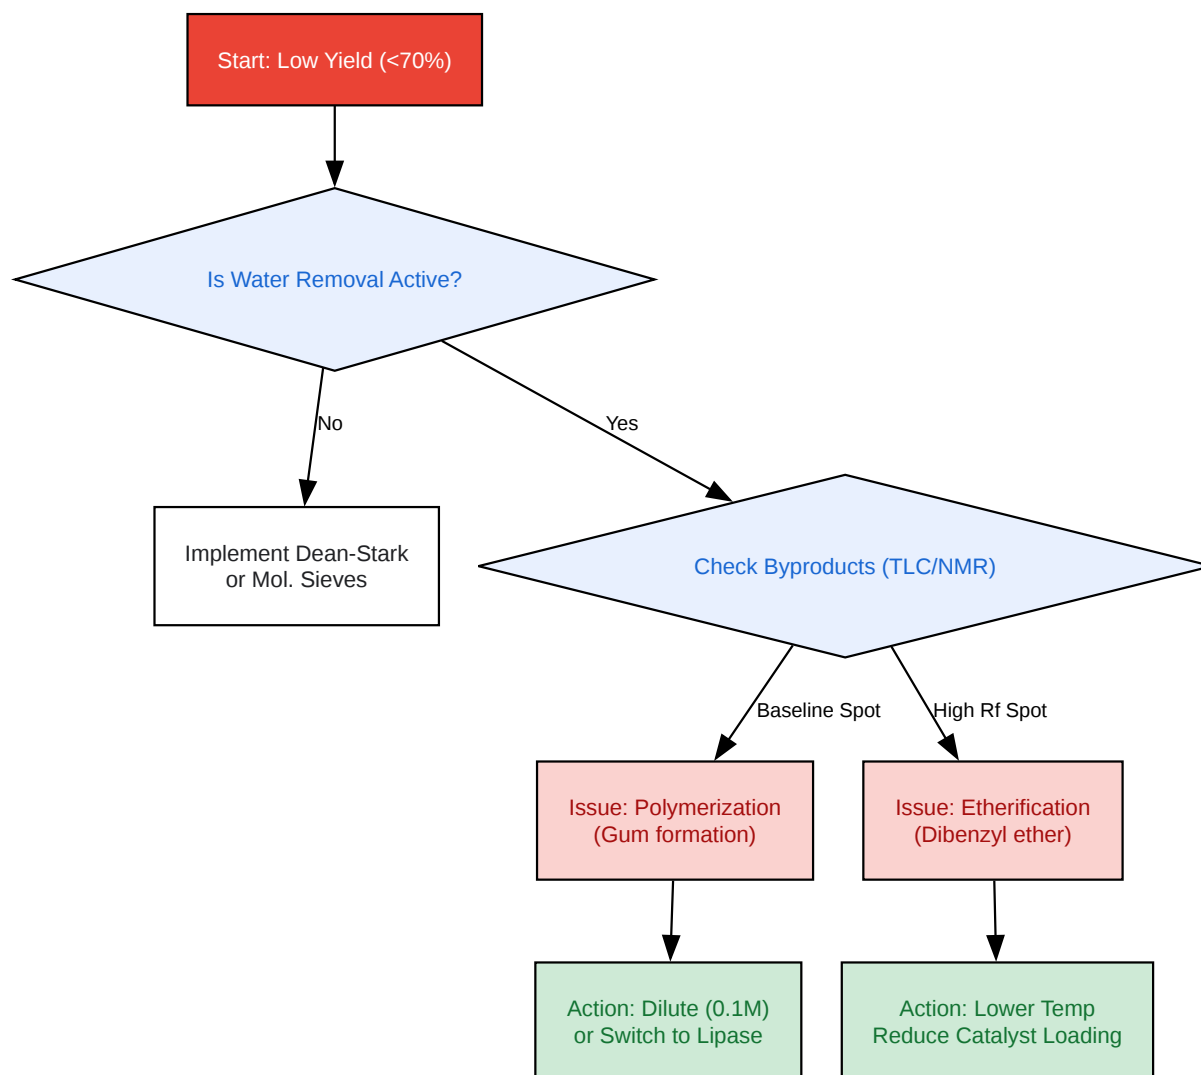 Start: Low Yield (<70%)
Is Water Removal Active?
No
Yes
Implement Dean-Stark
or Mol. Sieves
Check Byproducts (TLC/NMR)
Baseline Spot
High Rf Spot
Issue: Polymerization
(Gum formation)
Issue: Etherification
(Dibenzyl ether)
Action: Dilute (0.1M)
or Switch to Lipase
Action: Lower Temp
Reduce Catalyst Loading